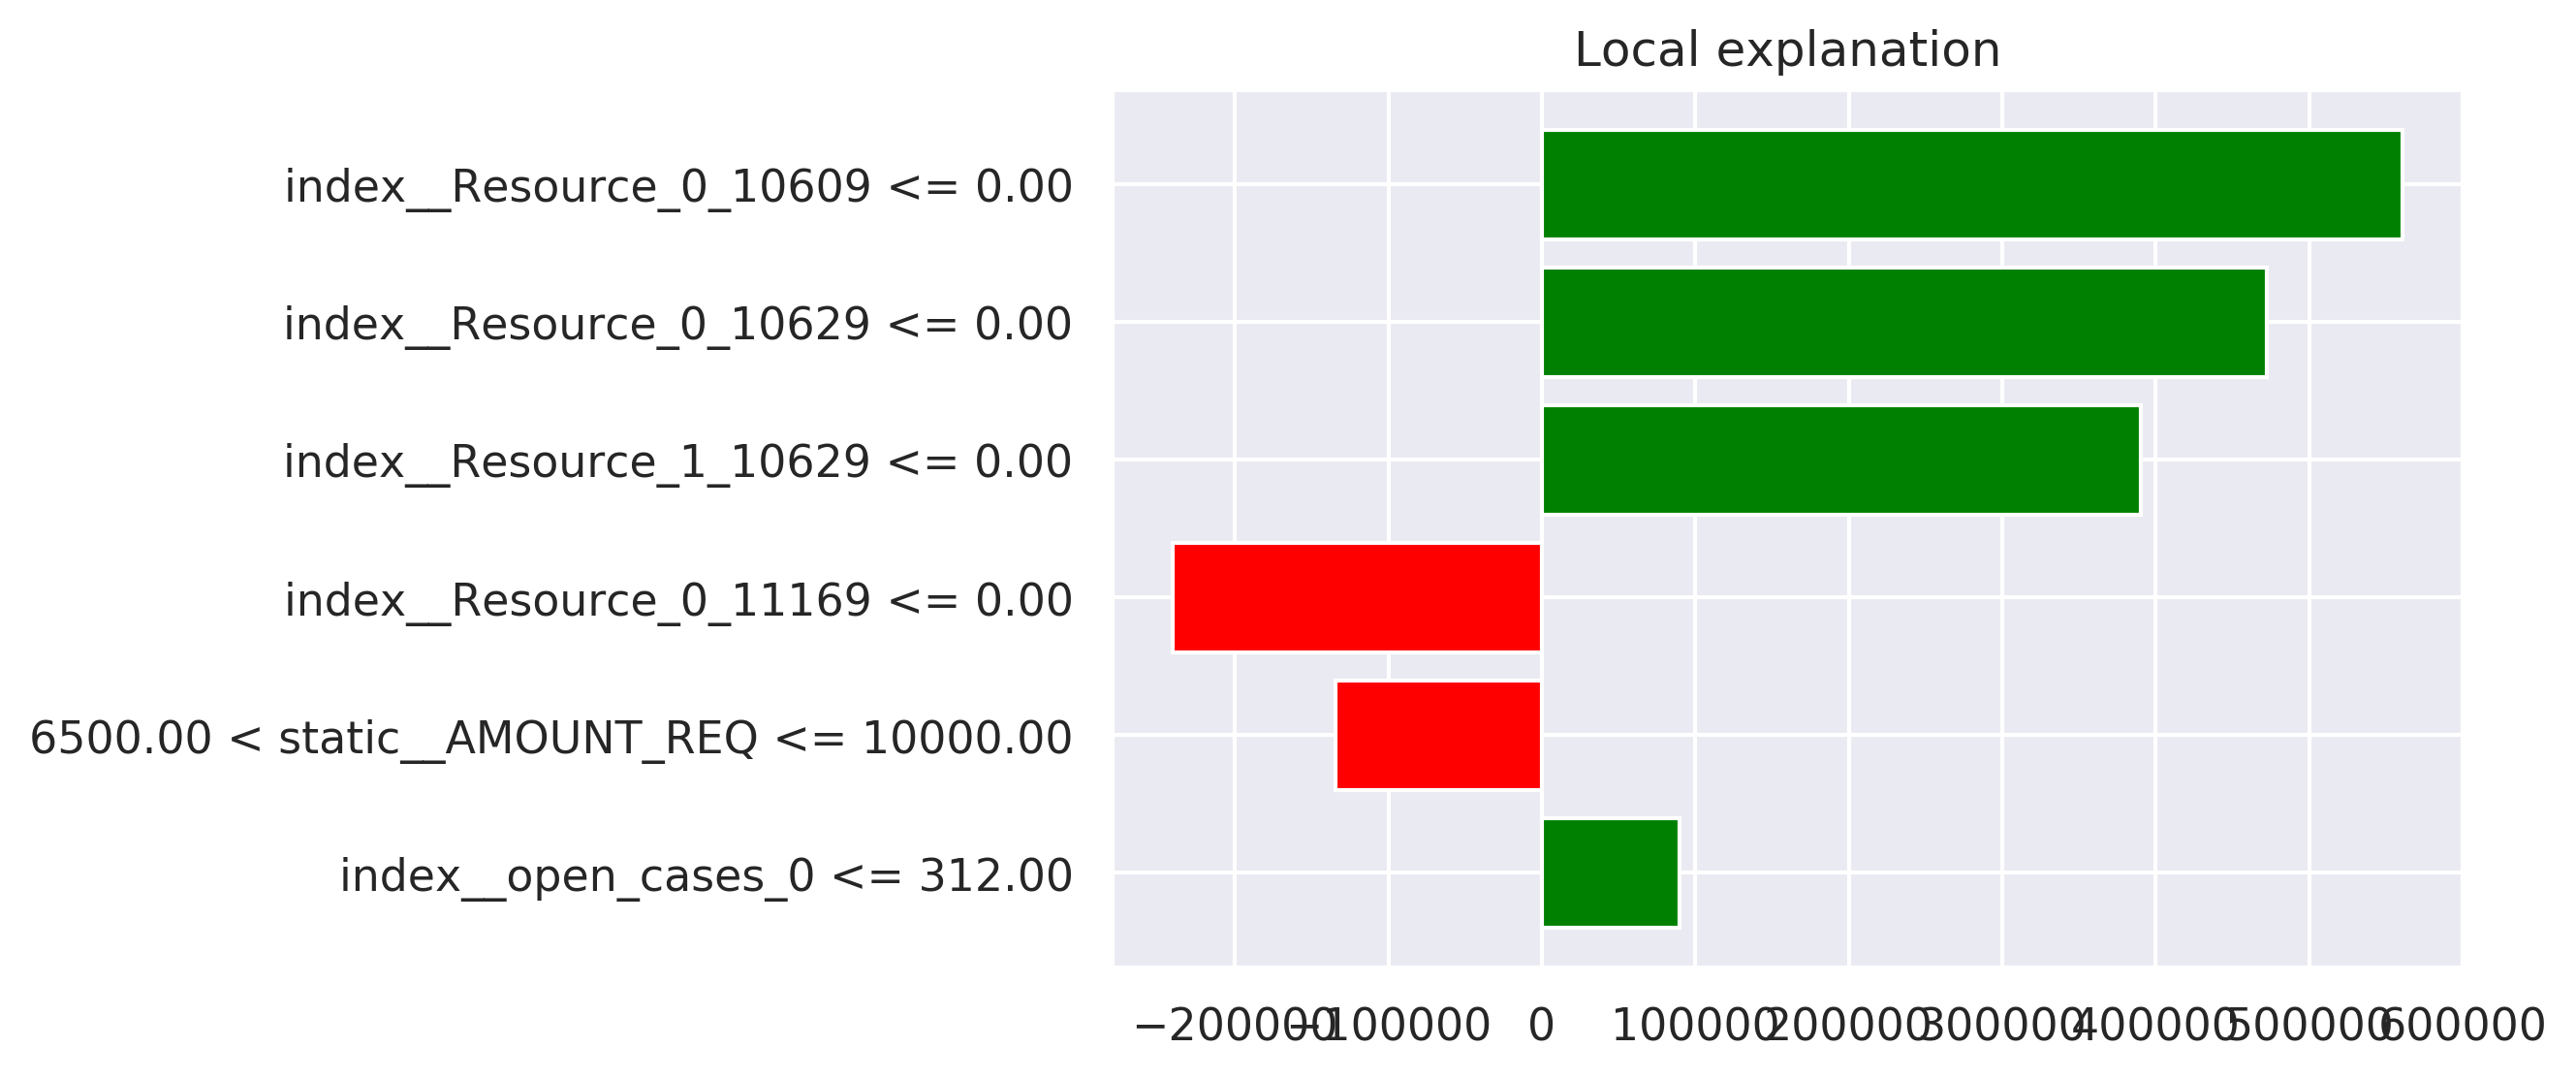 Local explanation
index__Resource_0_10609 <= 0.00
index__Resource_0_10629 <= 0.00
index__Resource_1_10629 <= 0.00
index__Resource_0_11169 <= 0.00
6500.00 < static__AMOUNT_REQ <= 10000.00
index__open_cases_0 <= 312.00
−200000 −100000 0 100000 200000 300000 400000 500000 600000